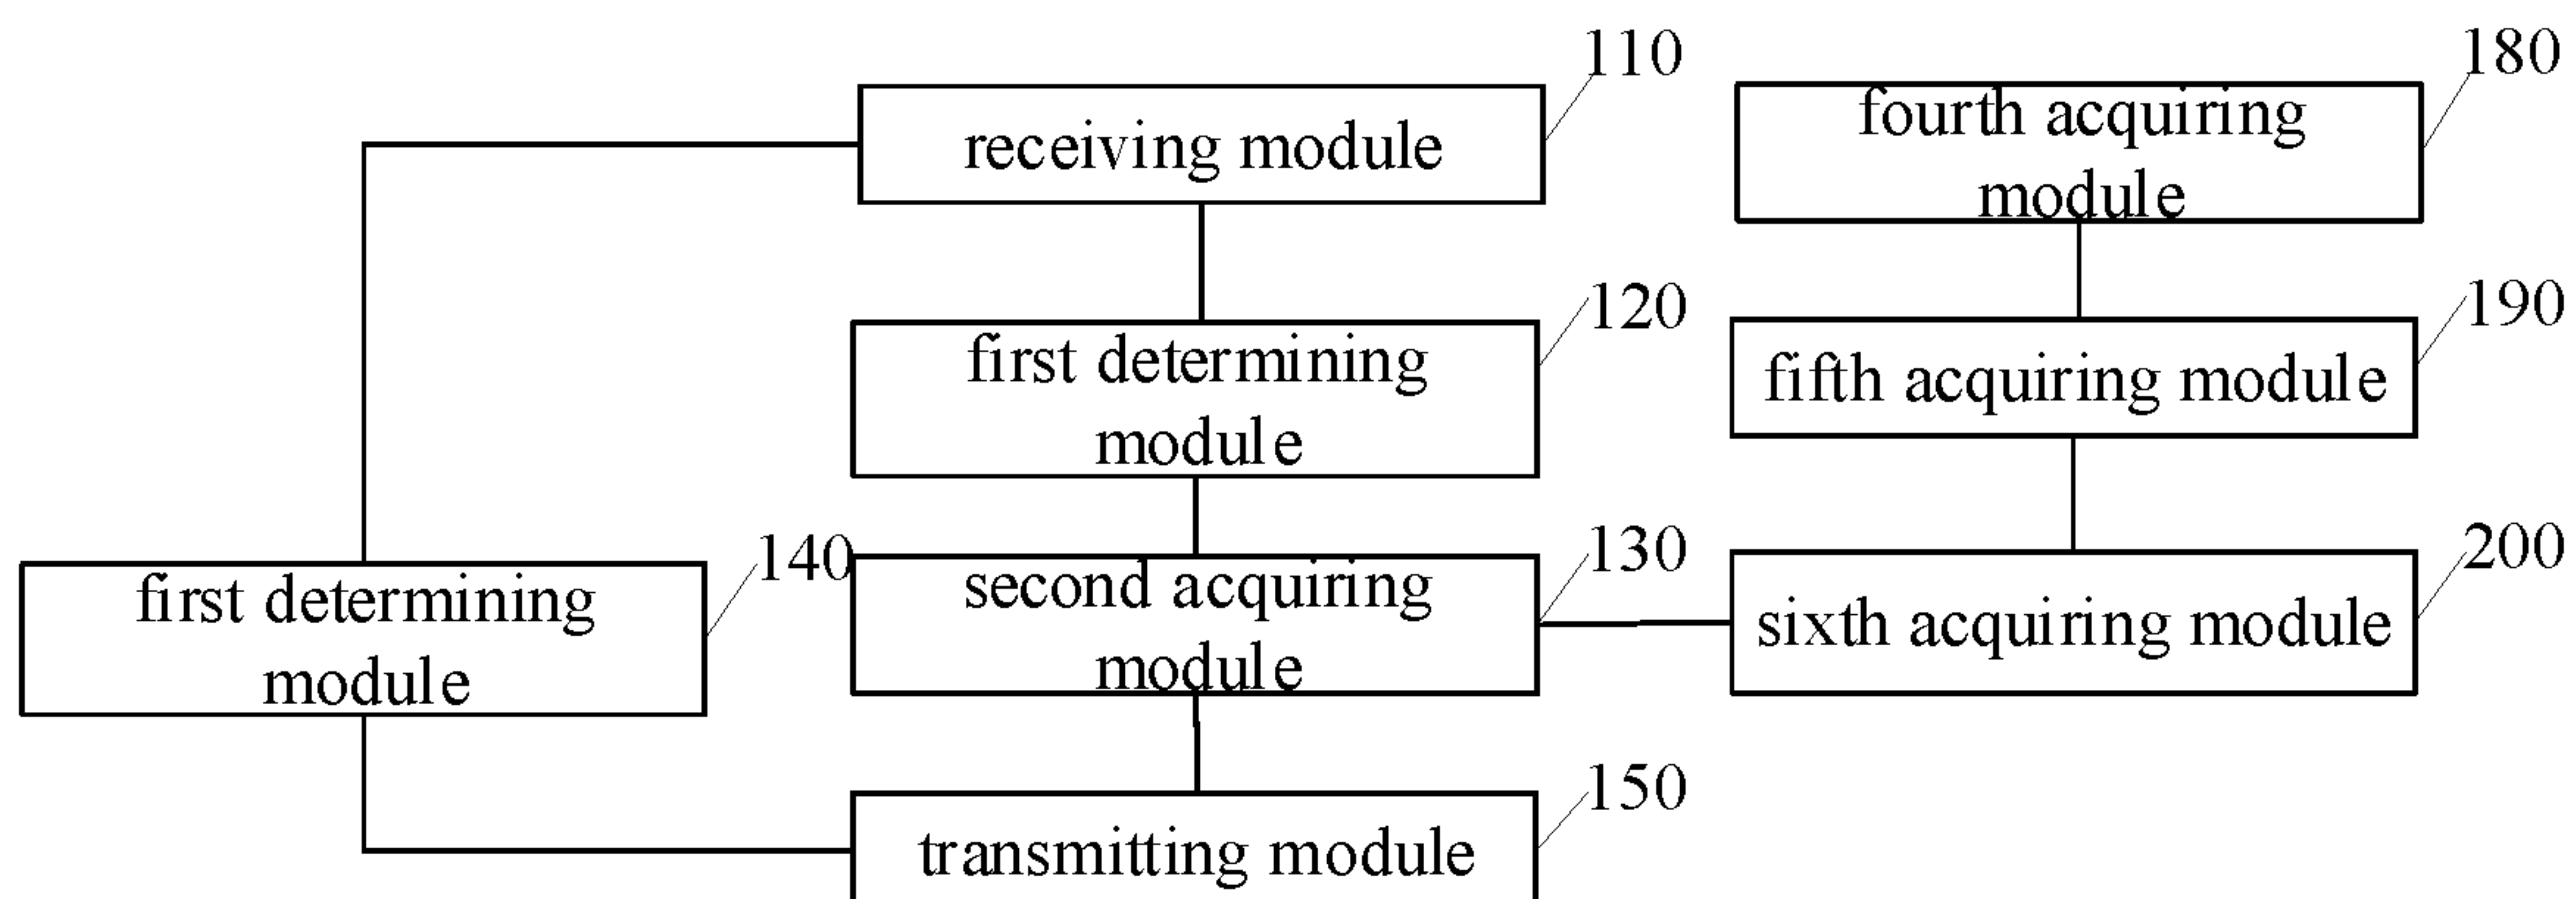 110
receiving module
180
fourth acquiring
module
120
first determining
module
190
fifth acquiring module
140
first determining
module
130
second acquiring
module
200
sixth acquiring module
150
transmitting module